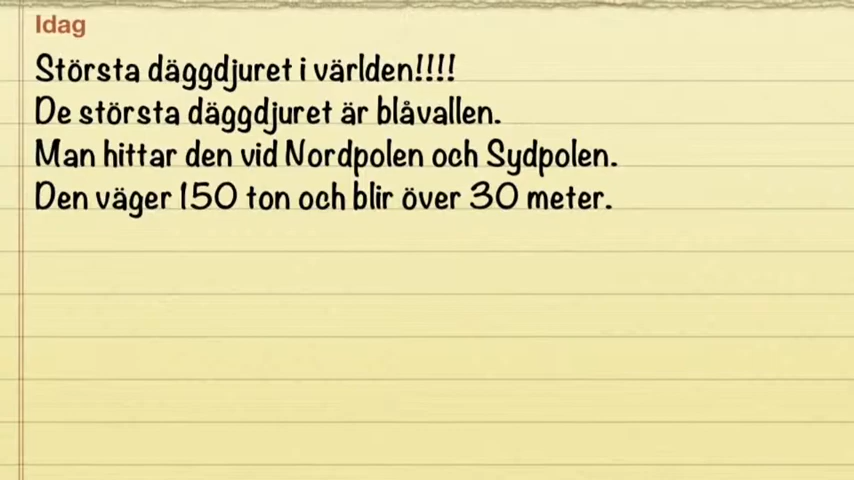 Idag
Största däggdjuret i världen!!!!
De största däggdjuret är blåvallen.
Man hittar den vid Nordpolen och Sydpolen.
Den väger 150 ton och blir över 30 meter.